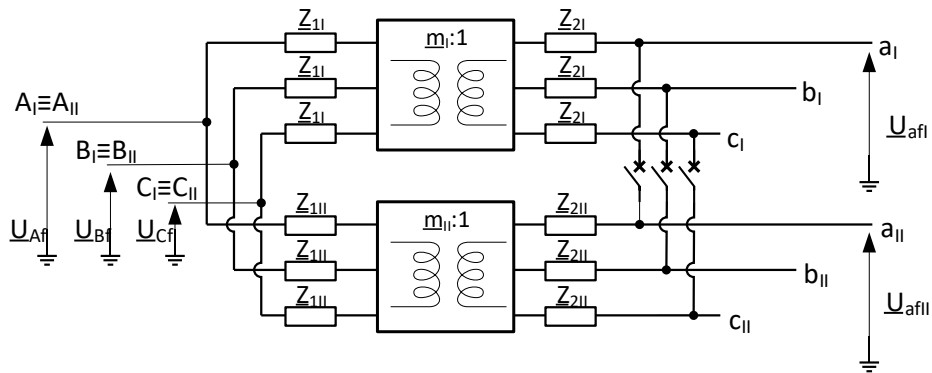 Z1I
m̲I:1
Z2I
aI
Z1I
Z2I
bI
AI≡AII
Z1I
Z2I
cI
UafI
BI≡BII
CI≡CII
Z1II
mII:1
Z2II
aII
UAf
UBf
UCf
Z1II
Z2II
bII
Z1II
Z2II
cII
UafII